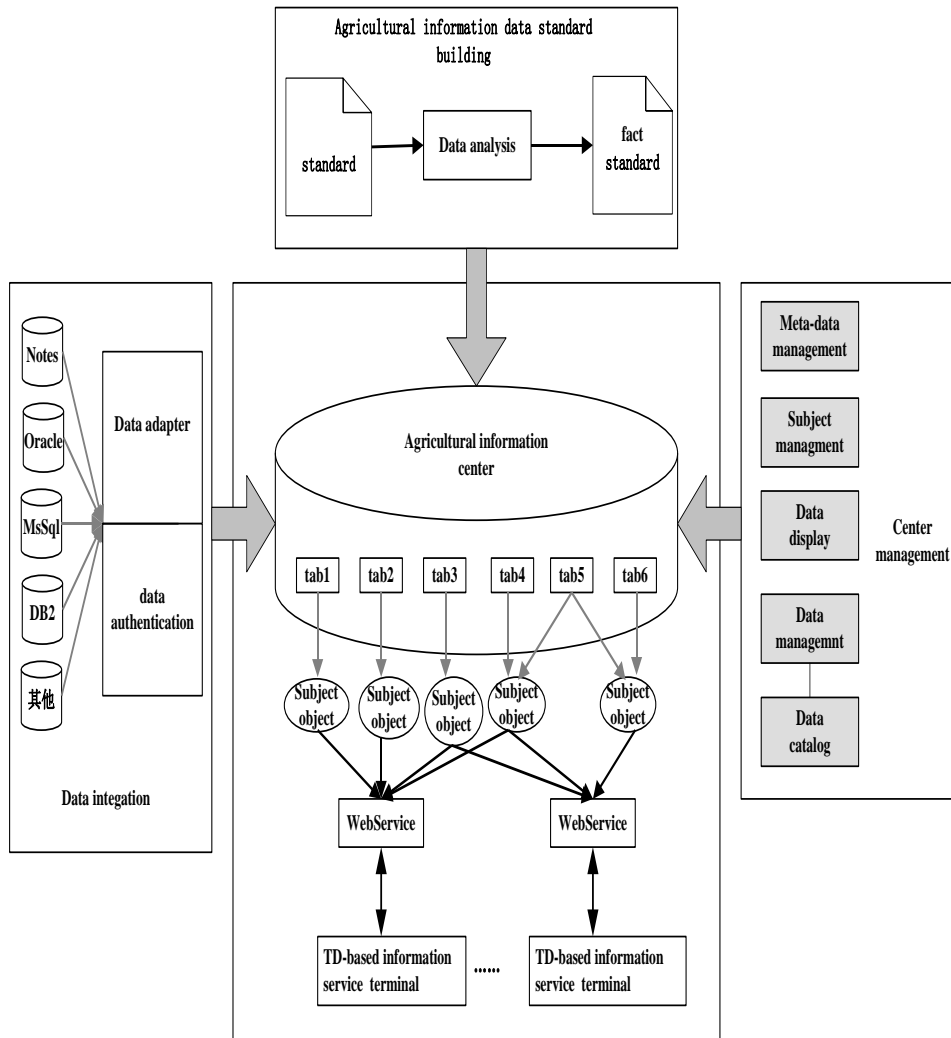 Agricultural information data standard
building
standard
Data analysis
fact
standard
Notes
Oracle
MsSql
DB2
其他
Data adapter
data
authentication
Data integation
Agricultural information
center
tab1
tab2
tab3
tab4
tab5
tab6
Subject
object
Subject
object
Subject
object
Subject
object
Subject
object
WebService
WebService
TD-based information
service terminal
......
TD-based information
service terminal
Meta-data
management
Subject
managment
Data
display
Data
managemnt
Data
catalog
Center
management